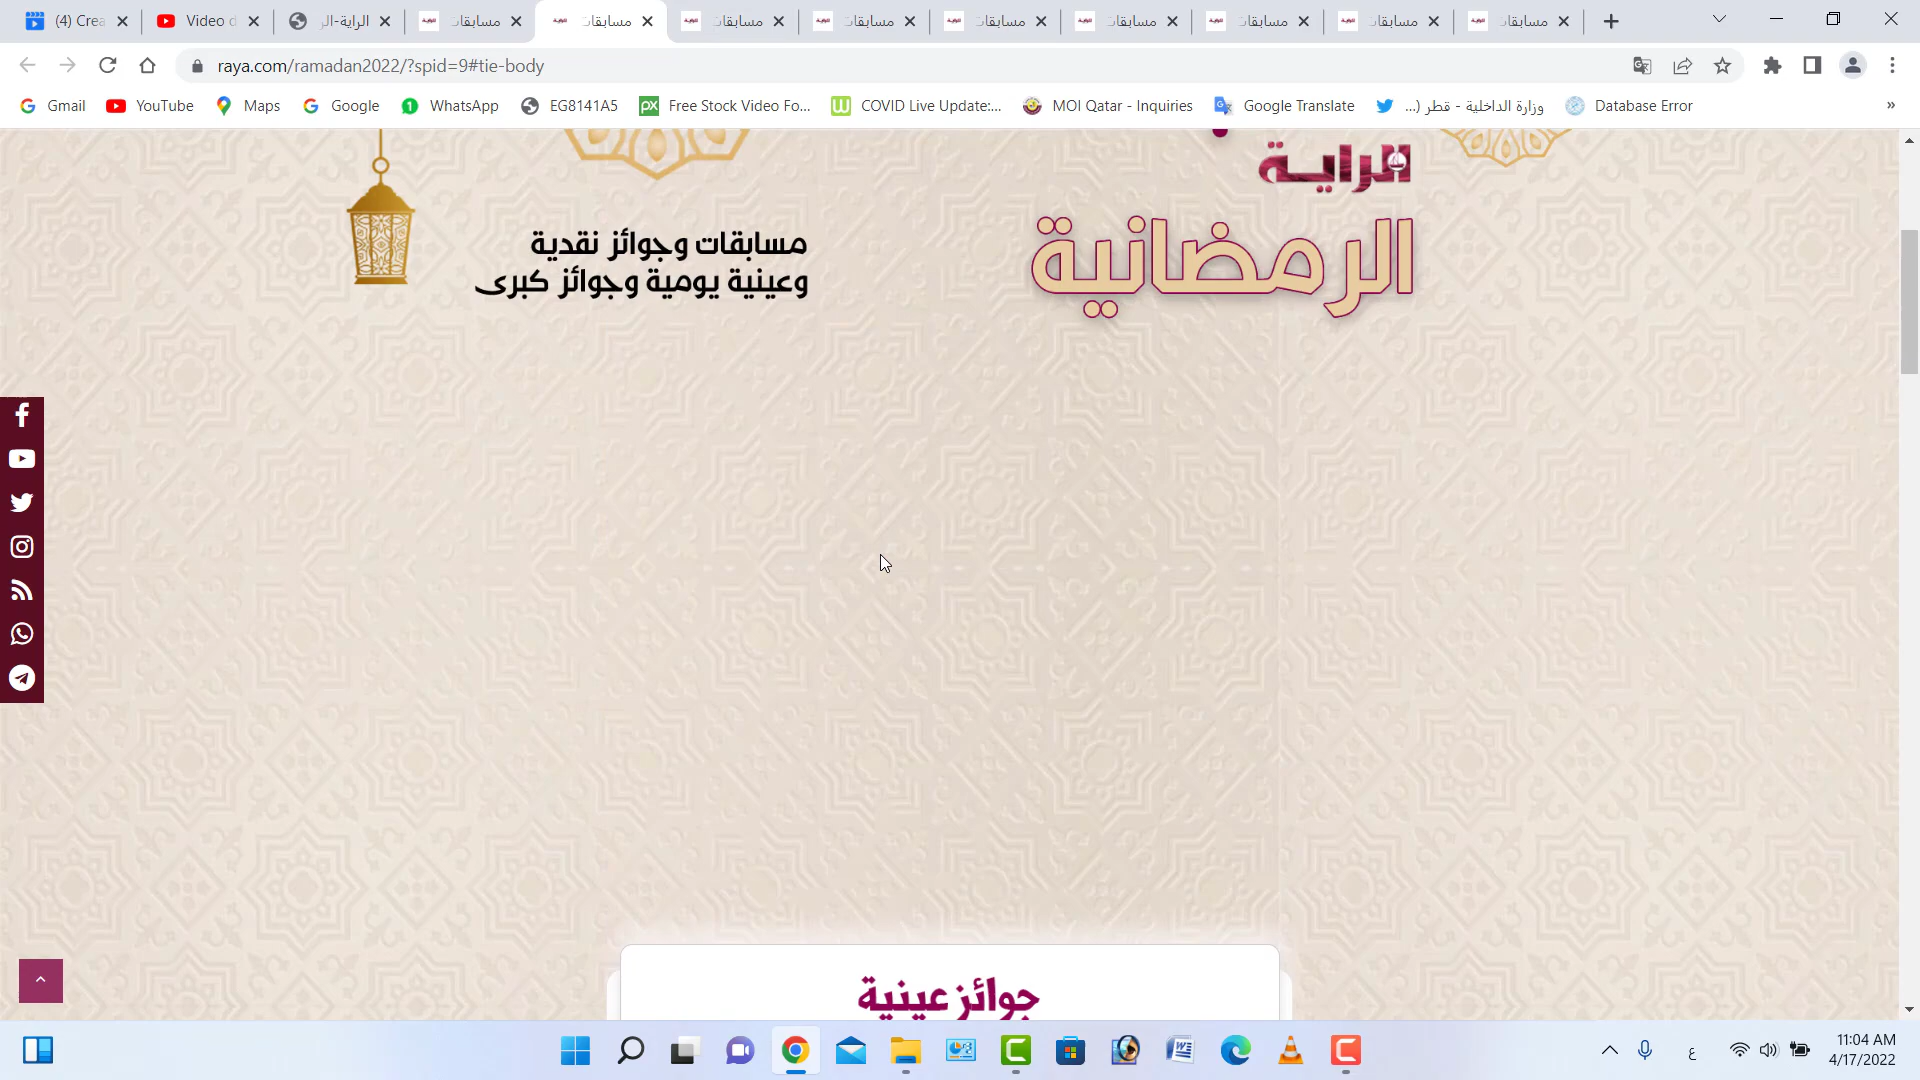 (4) Crea
Video d
الراية-الر
مسابقات
مسابقات
مسابقات
مسابقات
مسابقات
مسابقات
مسابقات
مسابقات
مسابقات
raya.com/ramadan2022/?spid=9#tie-body
Gmail
YouTube
Maps
Google
WhatsApp
EG8141A5
Free Stock Video Fo...
COVID Live Update:...
MOI Qatar - Inquiries
Google Translate
وزارة الداخلية - قطر (...
Database Error
»
الراية
الرمضانية
مسابقات وجوائز نقدية
وعينية يومية وجوائز كبرى
جوائز عينية
ع
11:04 AM
4/17/2022